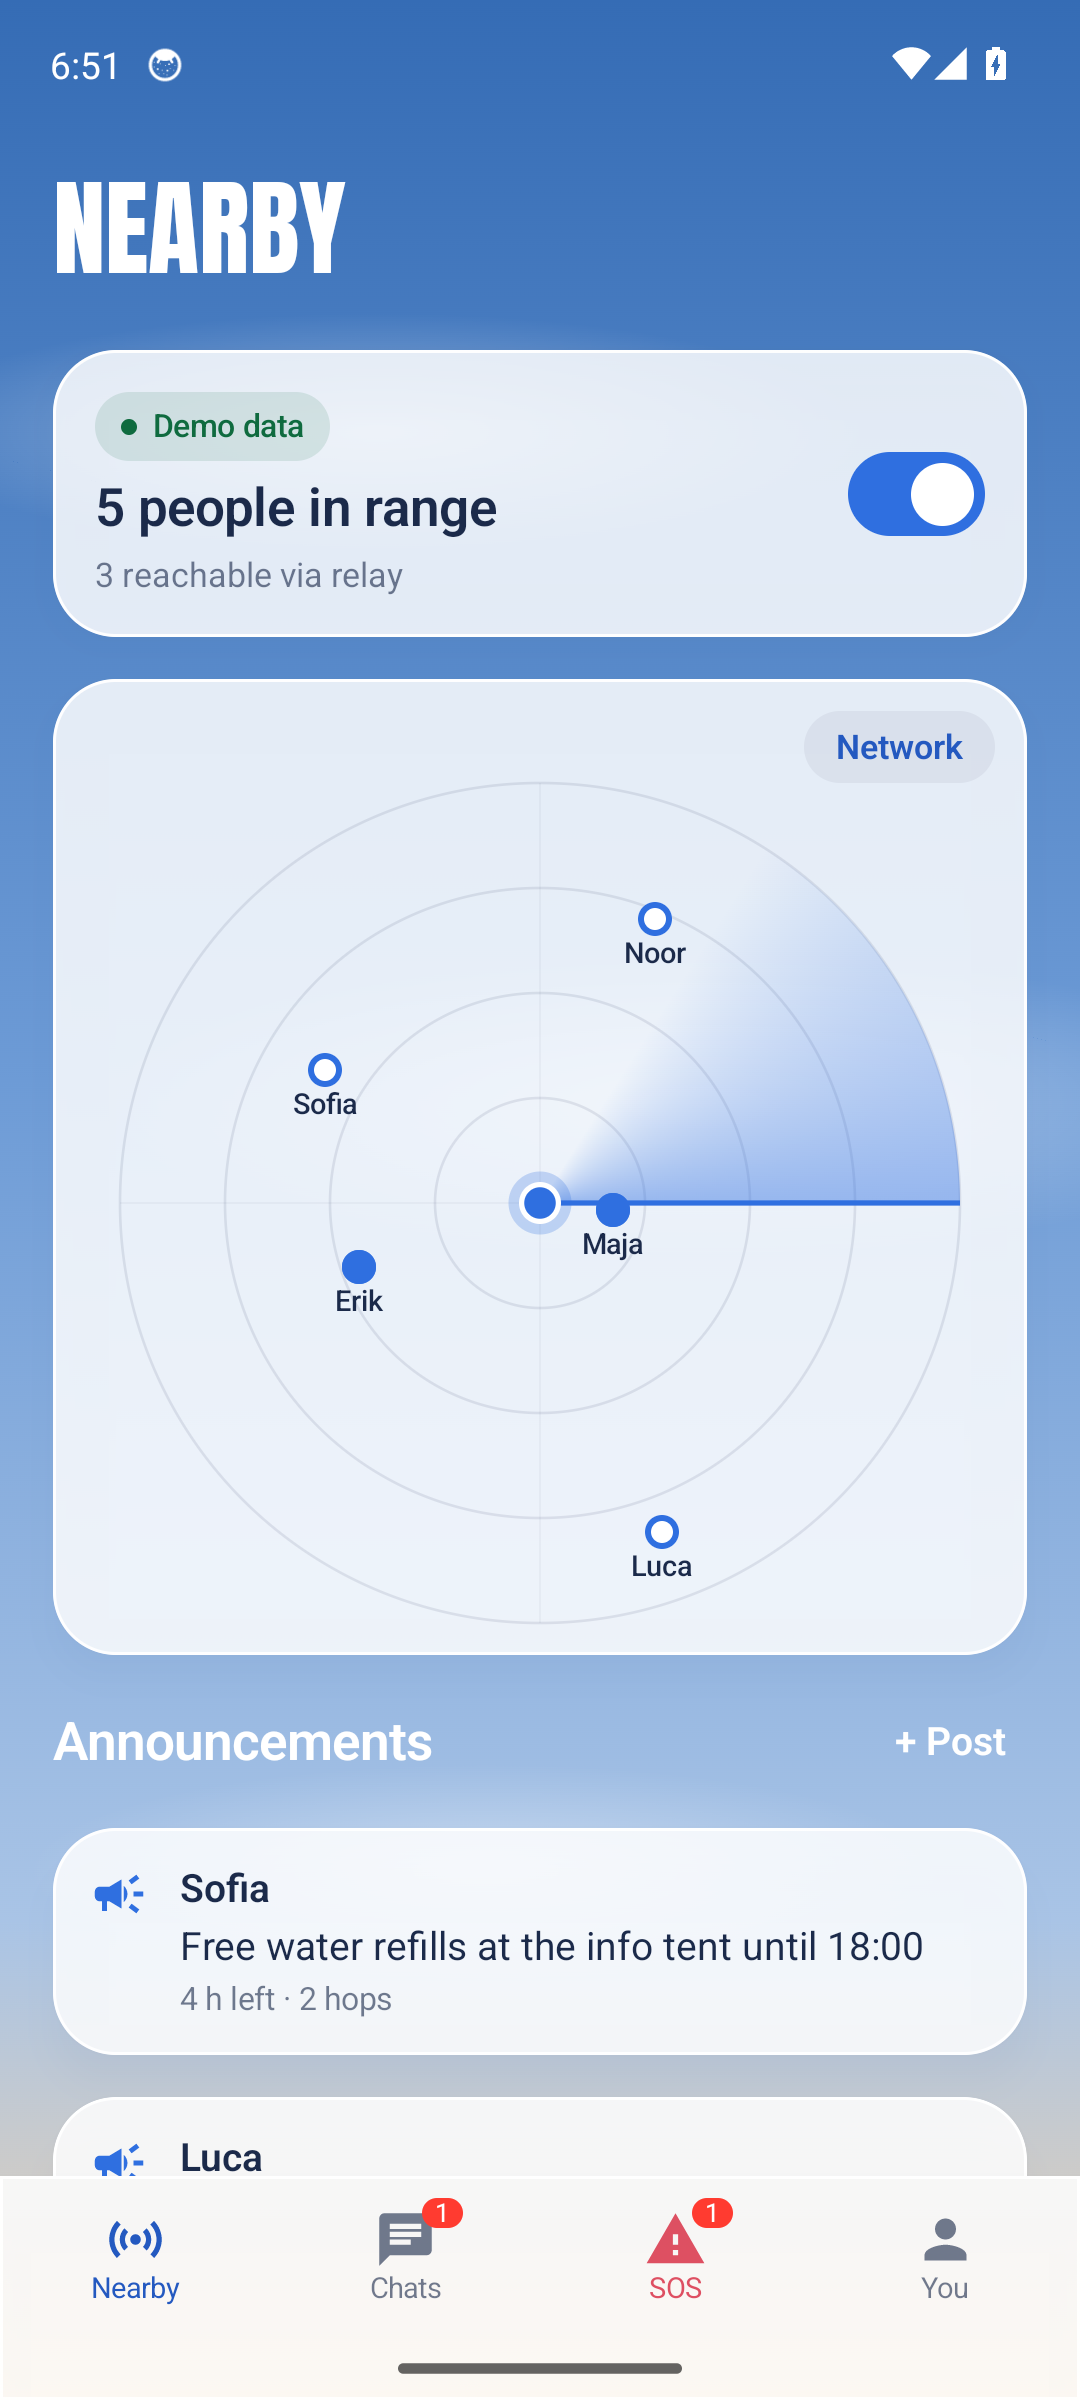 6:51
NEARBY
Demo data
5 people in range
3 reachable via relay
Network
Noor
Sofia
Maja
Erik
Luca
Announcements
+ Post
Sofia
Free water refills at the info tent until 18:00
4 h left · 2 hops
Luca
1
1
Nearby
Chats
SOS
You